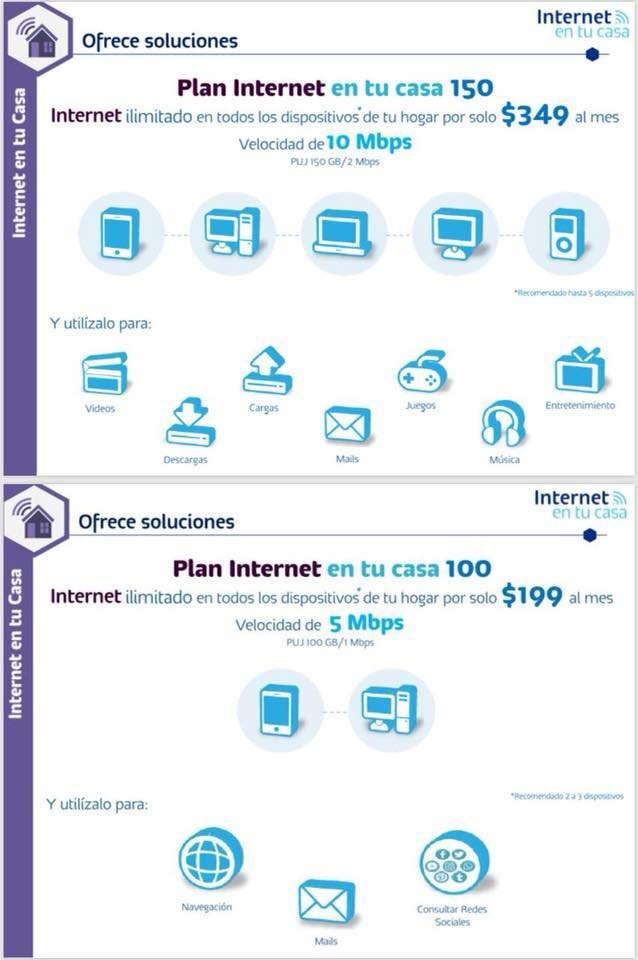 Internet
en tu casa
Ofrece soluciones
Internet en tu Casa
Plan Internet en tu casa 150
Internet ilimitado en todos los dispositivos* de tu hogar por solo $349 al mes
Velocidad de 10 Mbps
PUJ 150 GB/2 Mbps
*Recomendado hasta 5 dispositivos
Y utilízalo para:
Videos
Cargas
Juegos
Entretenimiento
Descargas
Mails
Música
Internet
en tu casa
Ofrece soluciones
Internet en tu Casa
Plan Internet en tu casa 100
Internet ilimitado en todos los dispositivos* de tu hogar por solo $199 al mes
Velocidad de 5 Mbps
PUJ 100 GB/1 Mbps
*Recomendado 2 a 3 dispositivos
Y utilízalo para:
Navegación
Mails
Consultar Redes
Sociales